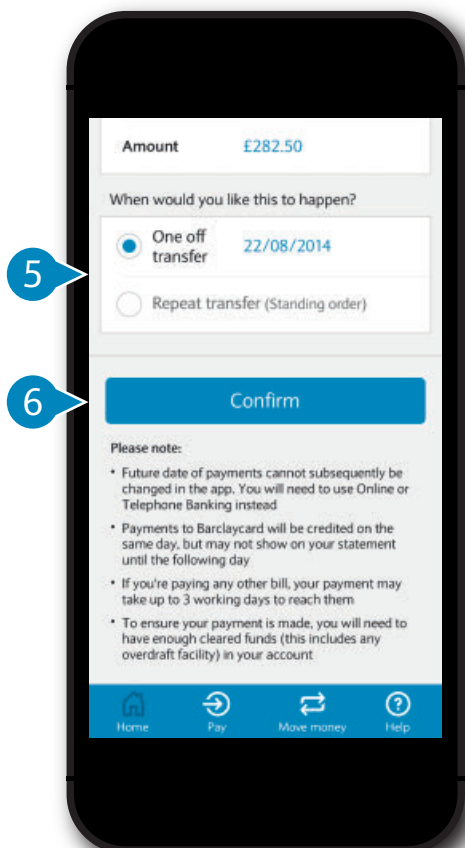 Amount £282.50
When would you like this to happen?
5
One off
transfer
22/08/2014
Repeat transfer (Standing order)
6
Confirm
Please note:
• Future date of payments cannot subsequently be
changed in the app. You will need to use Online or
Telephone Banking instead
• Payments to Barclaycard will be credited on the
same day, but may not show on your statement
until the following day
• If you're paying any other bill, your payment may
take up to 3 working days to reach them
• To ensure your payment is made, you will need to
have enough cleared funds (this includes any
overdraft facility) in your account
Home Pay Move money Help